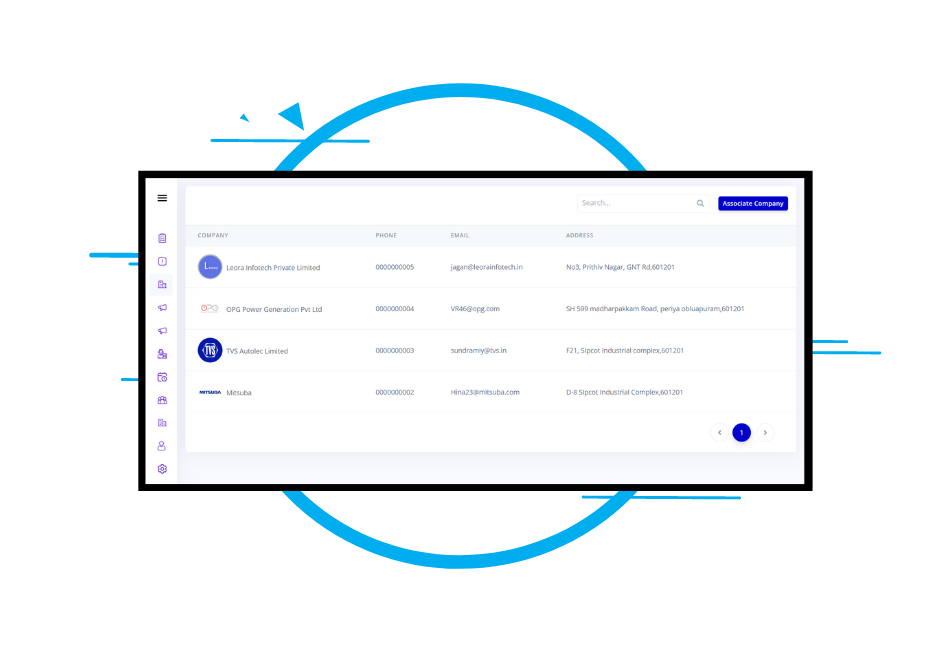 Search...
Associate Company
COMPANY PHONE EMAIL ADDRESS
L Leora Infotech Private Limited 0000000005 jagan@leorainfotech.in No3, Prithiv Nagar, GNT Rd,601201
OPG OPG Power Generation Pvt Ltd 0000000004 VR46@opg.com SH 599 madharpakkam Road, periya obluapuram,601201
TVS TVS Autolec Limited 0000000003 sundramiy@tvs.in F21, Sipcot Industrial complex,601201
MITSUBA Mitsuba 0000000002 Hina23@mitsuba.com D-8 Sipcot Industrial Complex,601201
1